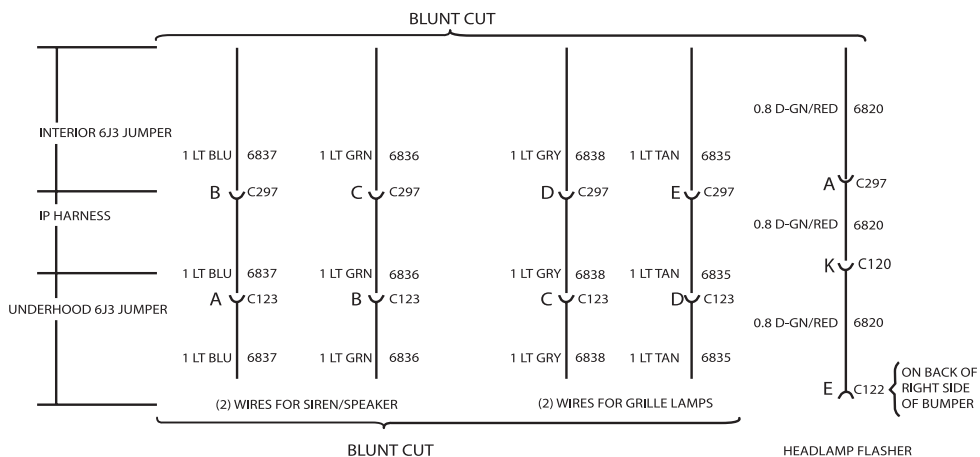 BLUNT CUT
0.8 D-GN/RED 6820
INTERIOR 6J3 JUMPER
1 LT BLU 6837 1 LT GRN 6836 1 LT GRY 6838 1 LT TAN 6835
B C297 C C297 D C297 E C297 A C297
IP HARNESS
0.8 D-GN/RED 6820
K C120
1 LT BLU 6837 1 LT GRN 6836 1 LT GRY 6838 1 LT TAN 6835
A C123 B C123 C C123 D C123
UNDERHOOD 6J3 JUMPER
0.8 D-GN/RED 6820
1 LT BLU 6837 1 LT GRN 6836 1 LT GRY 6838 1 LT TAN 6835
E C122
ON BACK OF
RIGHT SIDE
OF BUMPER
(2) WIRES FOR SIREN/SPEAKER (2) WIRES FOR GRILLE LAMPS
BLUNT CUT
HEADLAMP FLASHER